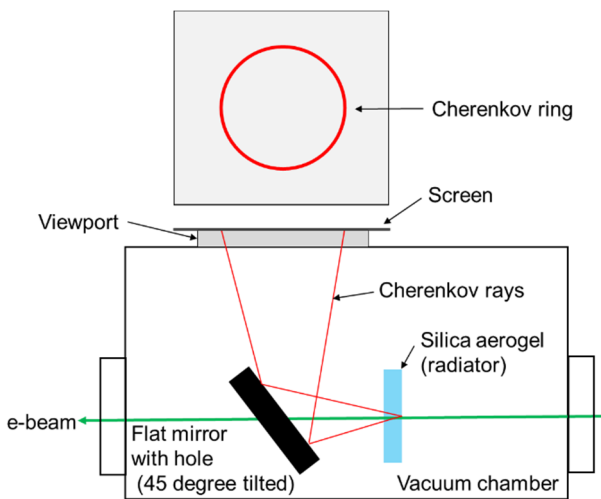 Cherenkov ring
Screen
Viewport
Cherenkov rays
Silica aerogel
(radiator)
e-beam
Flat mirror
with hole
(45 degree tilted)
Vacuum chamber